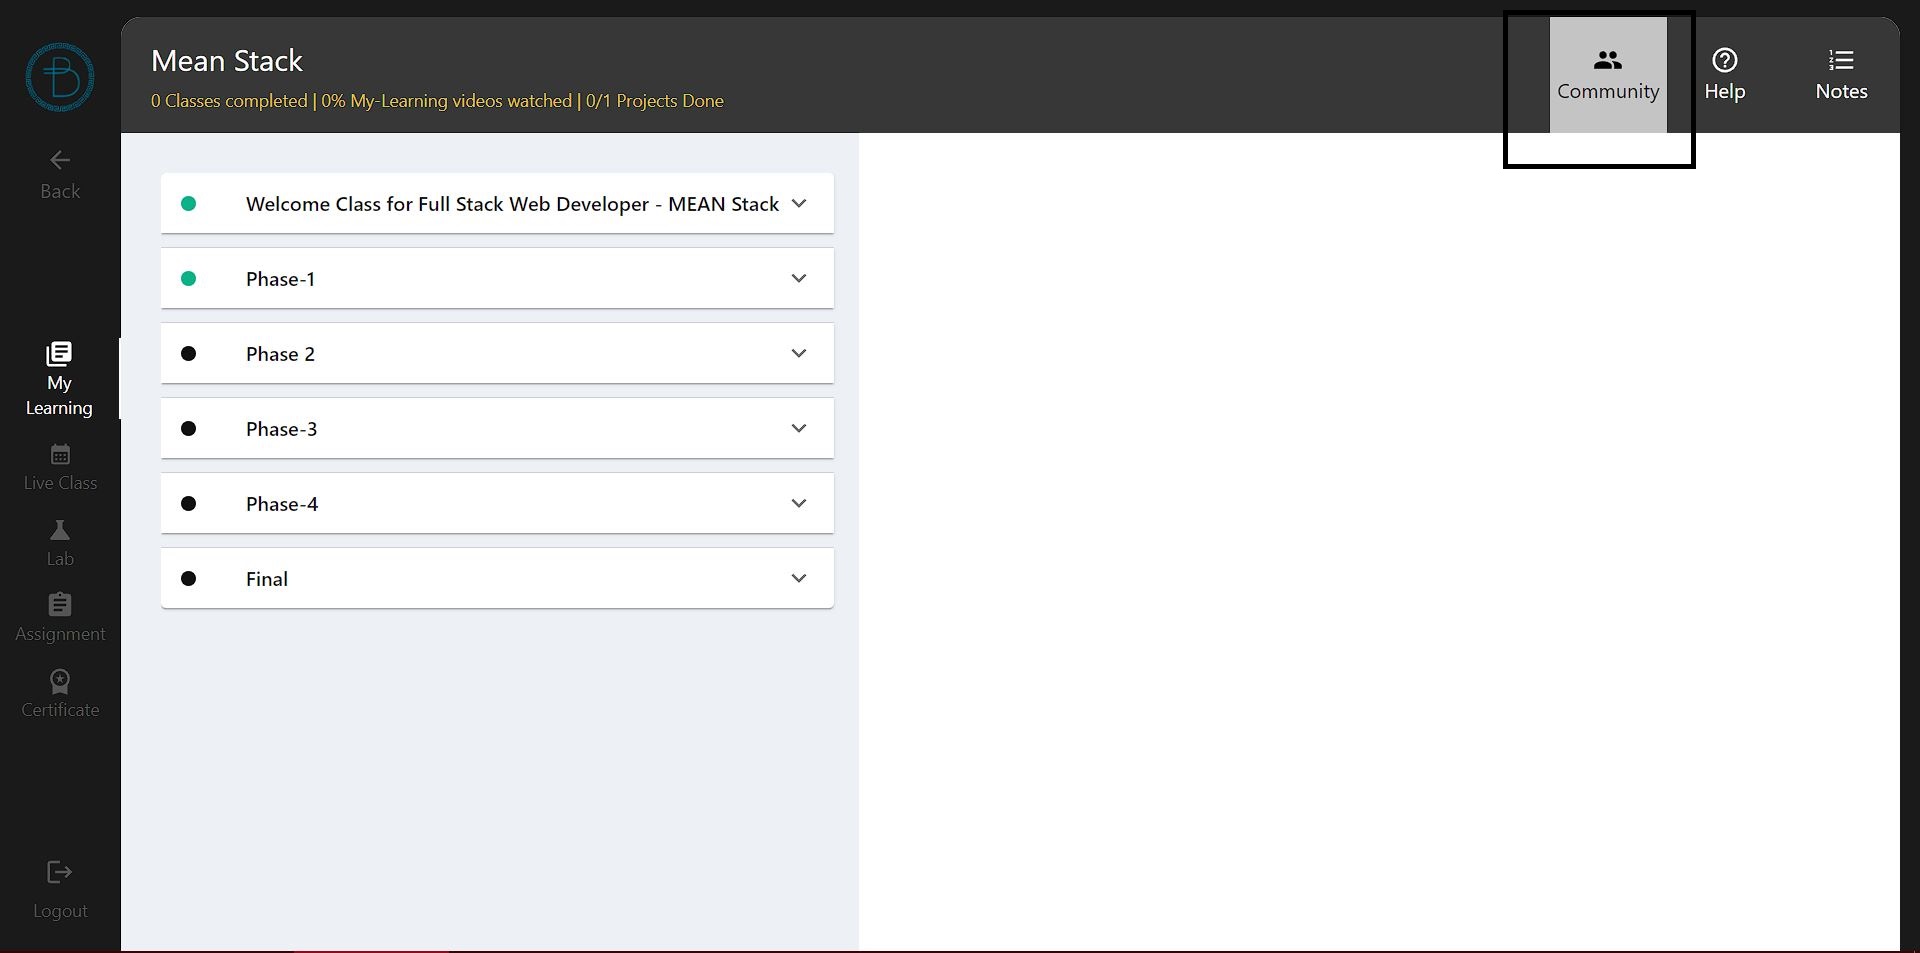 Mean Stack
0 Classes completed | 0% My-Learning videos watched | 0/1 Projects Done
Community
Help
Notes
Back
My
Learning
Live Class
Lab
Assignment
Certificate
Logout
Welcome Class for Full Stack Web Developer - MEAN Stack
Phase-1
Phase 2
Phase-3
Phase-4
Final